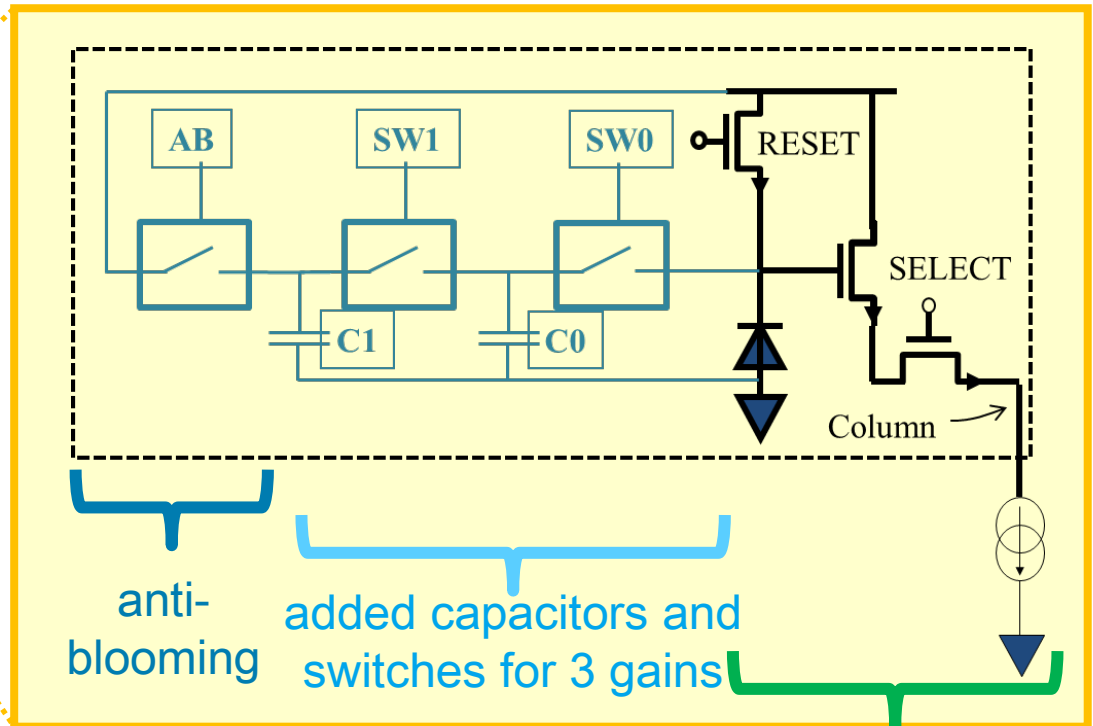 AB
SW1
SW0
RESET
SELECT
C1
C0
Column
anti-
blooming
added capacitors and
switches for 3 gains